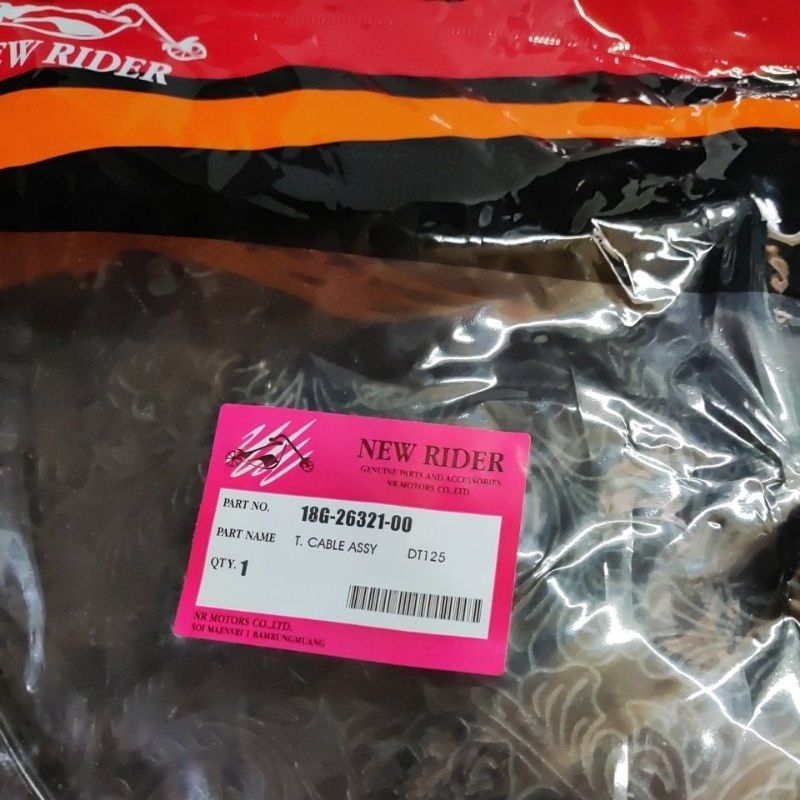 EW RIDER
NEW RIDER
GENUINE PARTS AND ACCESSORIES
NR MOTORS CO.,LTD.
PART NO. 18G-26321-00
PART NAME T. CABLE ASSY DT125
QTY. 1
NR MOTORS CO.,LTD.
SOI MAENSRI 1 BAMRUNGMUANG